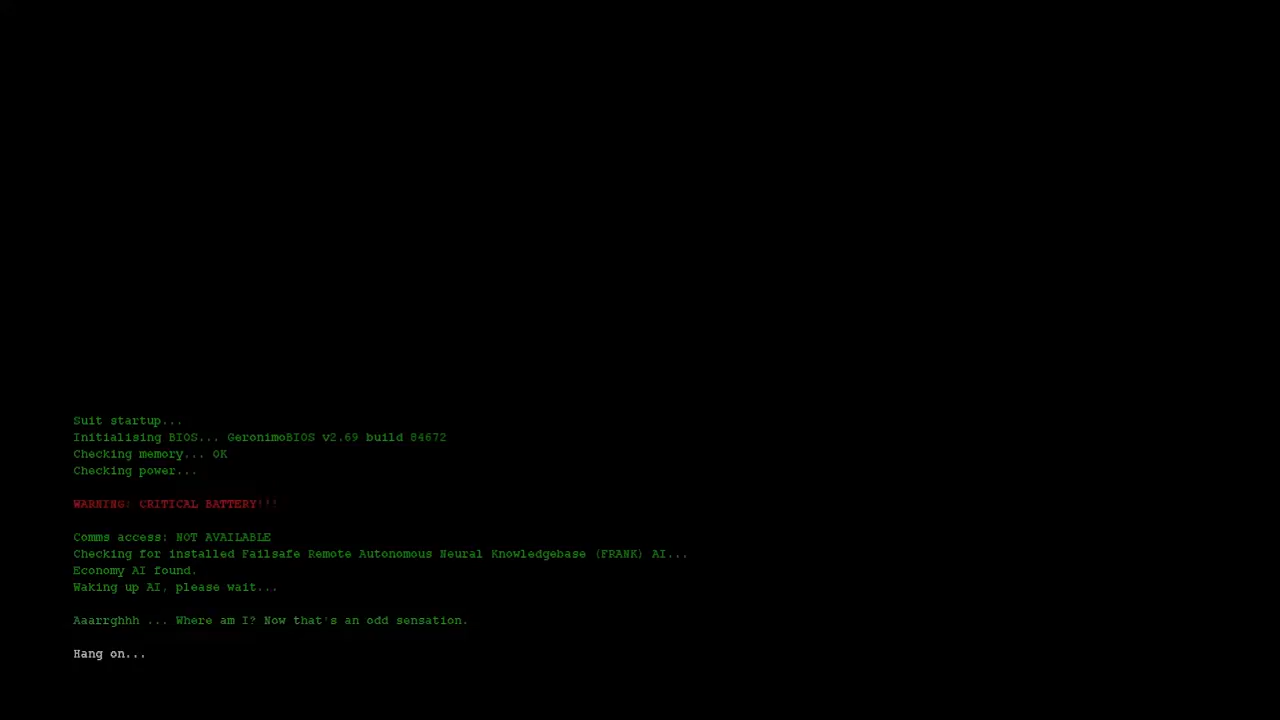 Suit startup...
Initialising BIOS... GeronimoBIOS v2.69 build 84672
Checking memory... OK
Checking power...
WARNING: CRITICAL BATTERY!!!
Comms access: NOT AVAILABLE
Checking for installed Failsafe Remote Autonomous Neural Knowledgebase (FRANK) AI...
Economy AI found.
Waking up AI, please wait...
Aaarrghhh ... Where am I? Now that's an odd sensation.
Hang on...